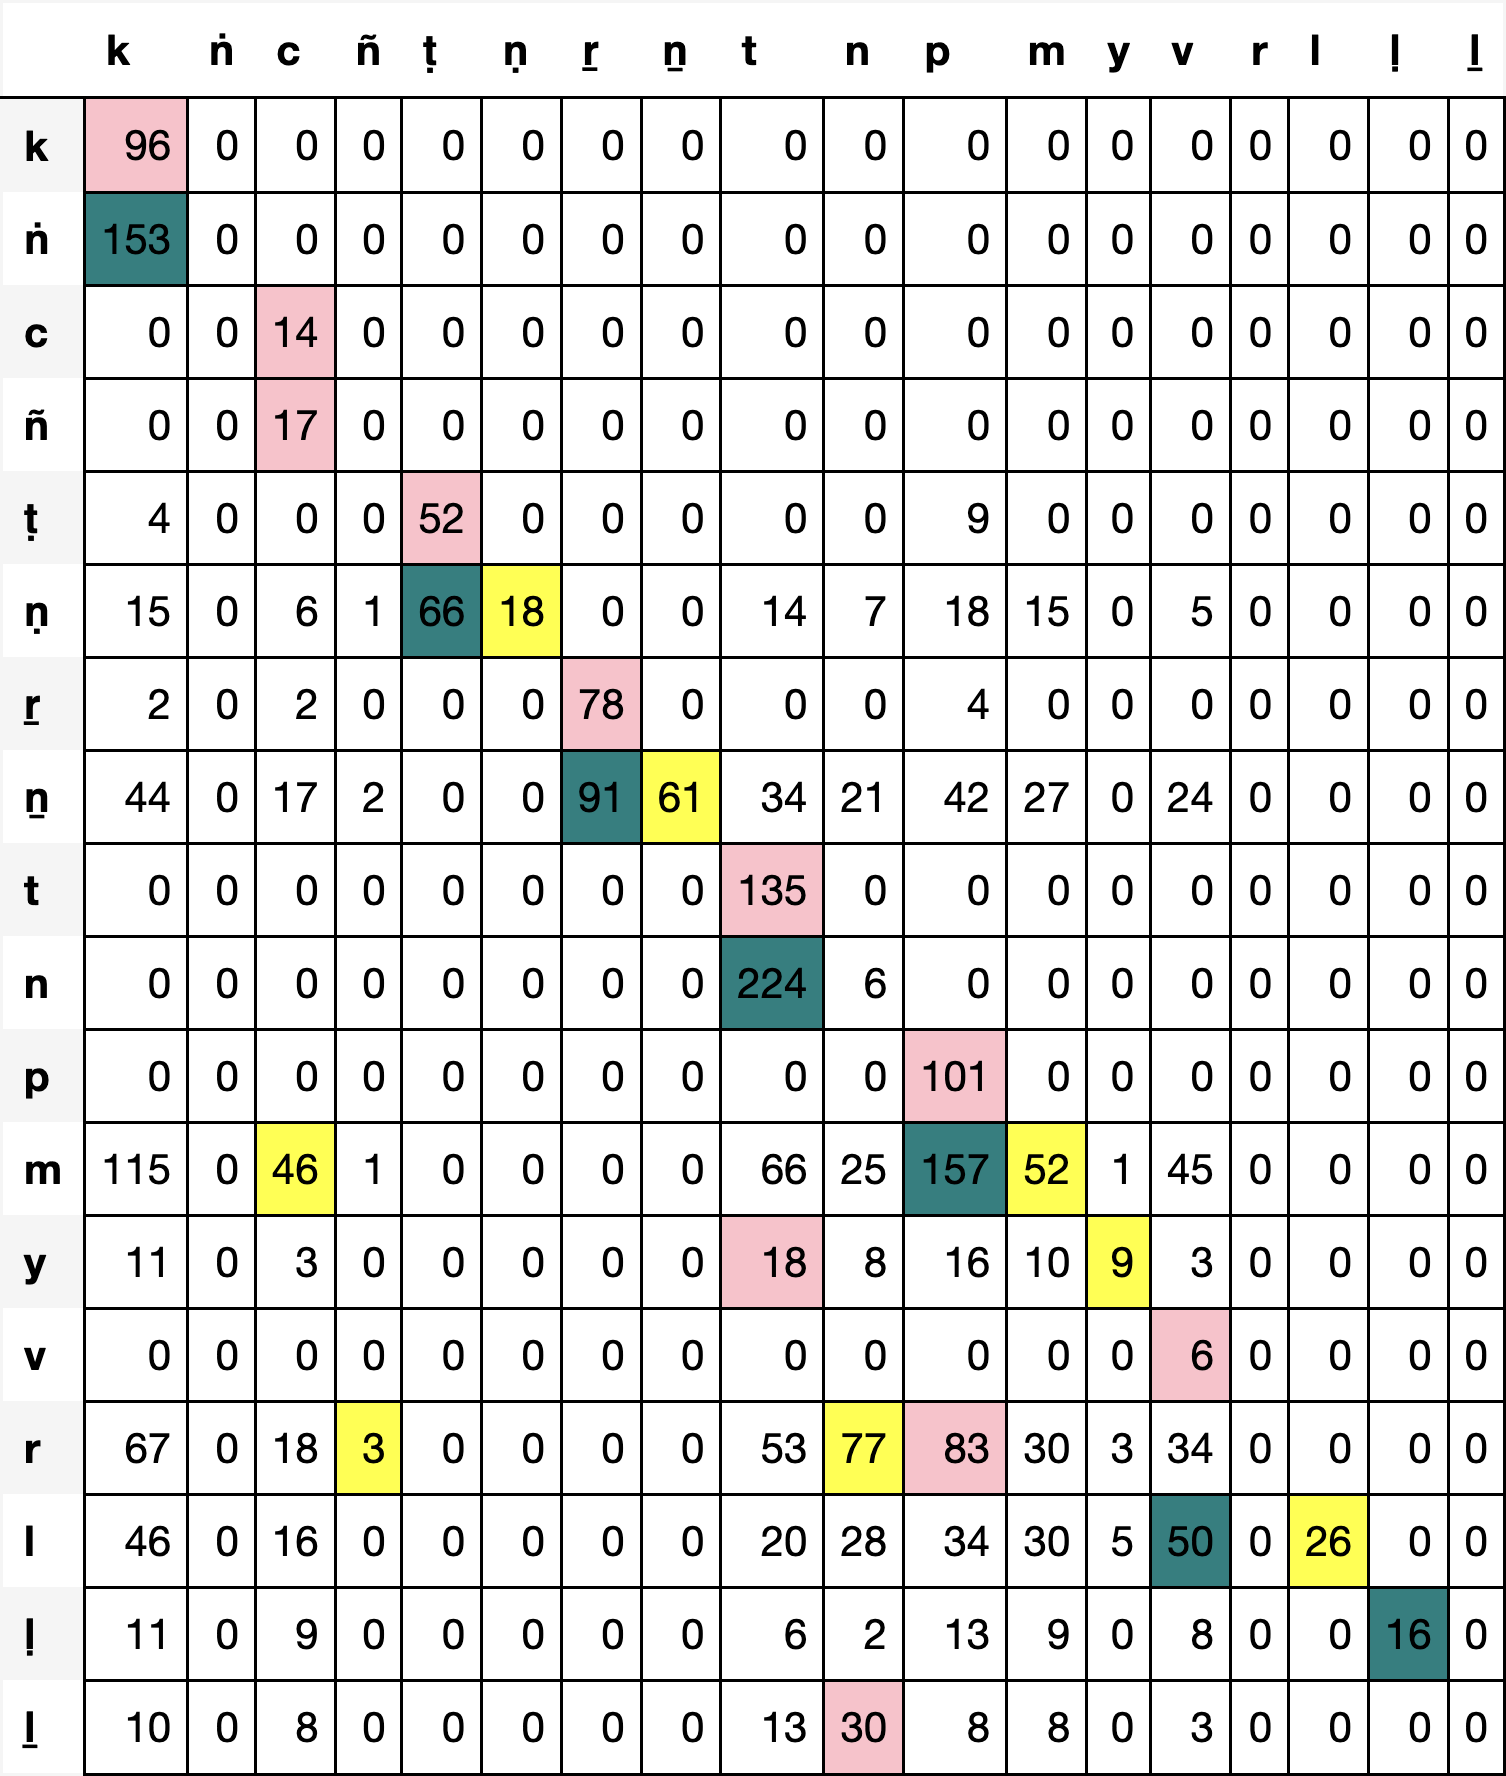 k ṅ c ñ ṭ ṇ ṟ ṉ t n p m y v r l ḷ ḻ
k 96 0 0 0 0 0 0 0 0 0 0 0 0 0 0 0 0 0
ṅ 153 0 0 0 0 0 0 0 0 0 0 0 0 0 0 0 0 0
c 0 0 14 0 0 0 0 0 0 0 0 0 0 0 0 0 0 0
ñ 0 0 17 0 0 0 0 0 0 0 0 0 0 0 0 0 0 0
ṭ 4 0 0 0 52 0 0 0 0 0 9 0 0 0 0 0 0 0
ṇ 15 0 6 1 66 18 0 0 14 7 18 15 0 5 0 0 0 0
ṟ 2 0 2 0 0 0 78 0 0 0 4 0 0 0 0 0 0 0
ṉ 44 0 17 2 0 0 91 61 34 21 42 27 0 24 0 0 0 0
t 0 0 0 0 0 0 0 0 135 0 0 0 0 0 0 0 0 0
n 0 0 0 0 0 0 0 0 224 6 0 0 0 0 0 0 0 0
p 0 0 0 0 0 0 0 0 0 0 101 0 0 0 0 0 0 0
m 115 0 46 1 0 0 0 0 66 25 157 52 1 45 0 0 0 0
y 11 0 3 0 0 0 0 0 18 8 16 10 9 3 0 0 0 0
v 0 0 0 0 0 0 0 0 0 0 0 0 0 6 0 0 0 0
r 67 0 18 3 0 0 0 0 53 77 83 30 3 34 0 0 0 0
l 46 0 16 0 0 0 0 0 20 28 34 30 5 50 0 26 0 0
ḷ 11 0 9 0 0 0 0 0 6 2 13 9 0 8 0 0 16 0
ḻ 10 0 8 0 0 0 0 0 13 30 8 8 0 3 0 0 0 0